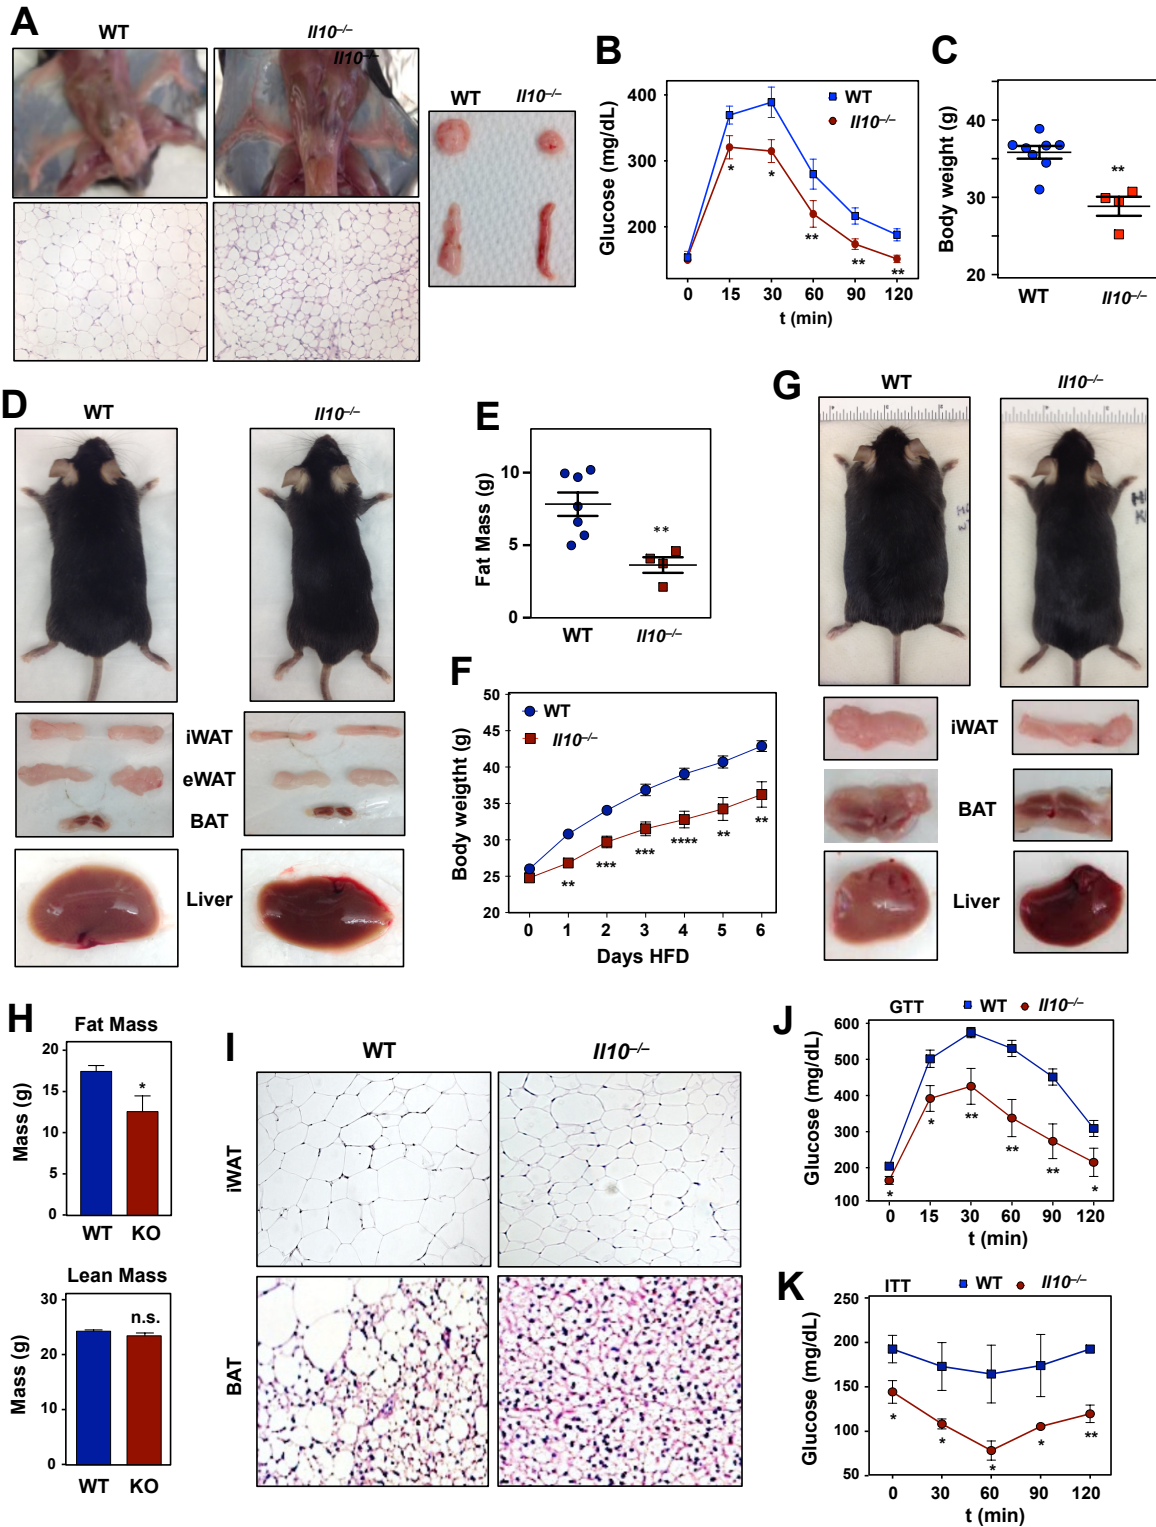 A
WT
Il10–/–
Il10–/–
WT
Il10–/–
B
Glucose (mg/dL)
400
300
200
WT
Il10–/–
*
*
**
**
**
0 15 30 60 90 120
t (min)
C
Body weight (g)
40
30
20
**
WT
Il10–/–
D
WT
Il10–/–
iWAT
eWAT
BAT
Liver
E
Fat Mass (g)
10
5
0
**
WT
Il10–/–
F
Body weigtht (g)
50
45
40
35
30
25
20
WT
Il10–/–
**
***
***
****
**
**
0 1 2 3 4 5 6
Days HFD
G
WT
Il10–/–
iWAT
BAT
Liver
H
Fat Mass
Mass (g)
20
15
10
5
0
*
WT KO
Lean Mass
Mass (g)
30
20
10
0
n.s.
WT KO
I
WT
Il10–/–
iWAT
BAT
J
GTT
WT
Il10–/–
Glucose (mg/dL)
600
500
400
300
200
100
*
*
**
**
**
*
0 15 30 60 90 120
t (min)
K
ITT
WT
Il10–/–
Glucose (mg/dL)
250
200
150
100
50
*
*
*
*
**
0 30 60 90 120
t (min)